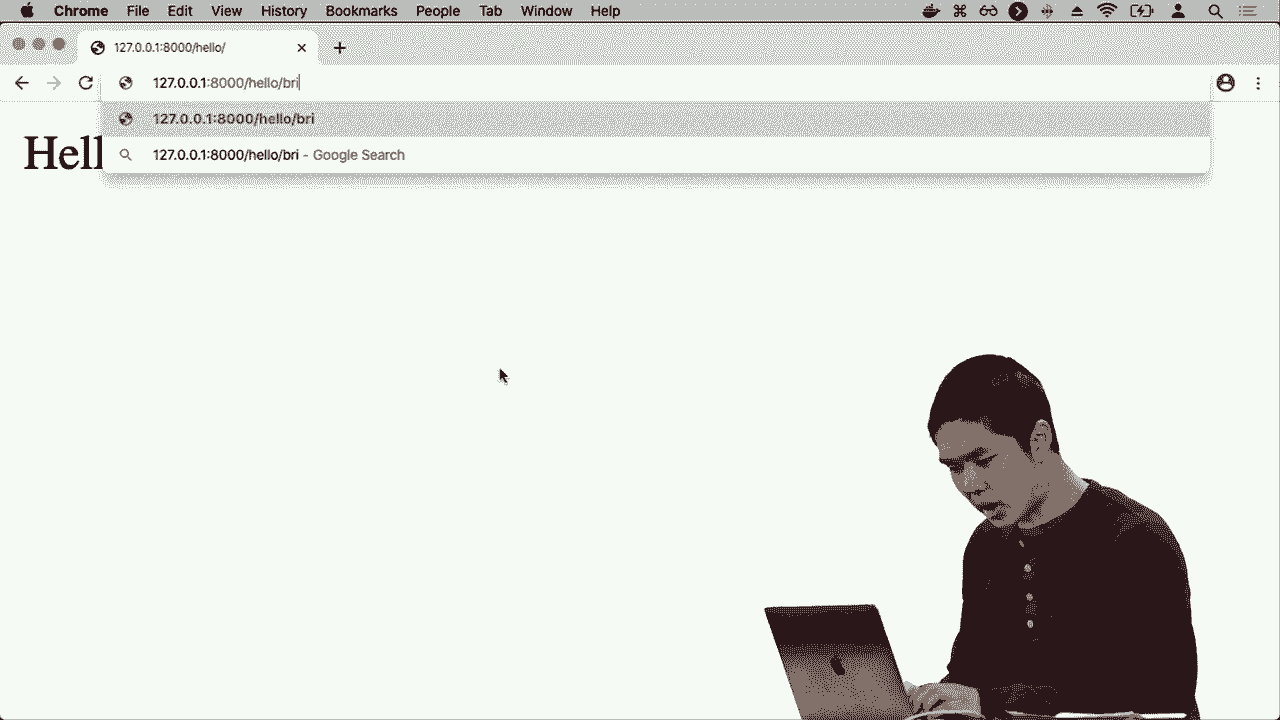 Chrome File Edit View History Bookmarks People Tab Window Help
127.0.0.1:8000/hello/
127.0.0.1:8000/hello/bri
127.0.0.1:8000/hello/bri
127.0.0.1:8000/hello/bri - Google Search
Hell